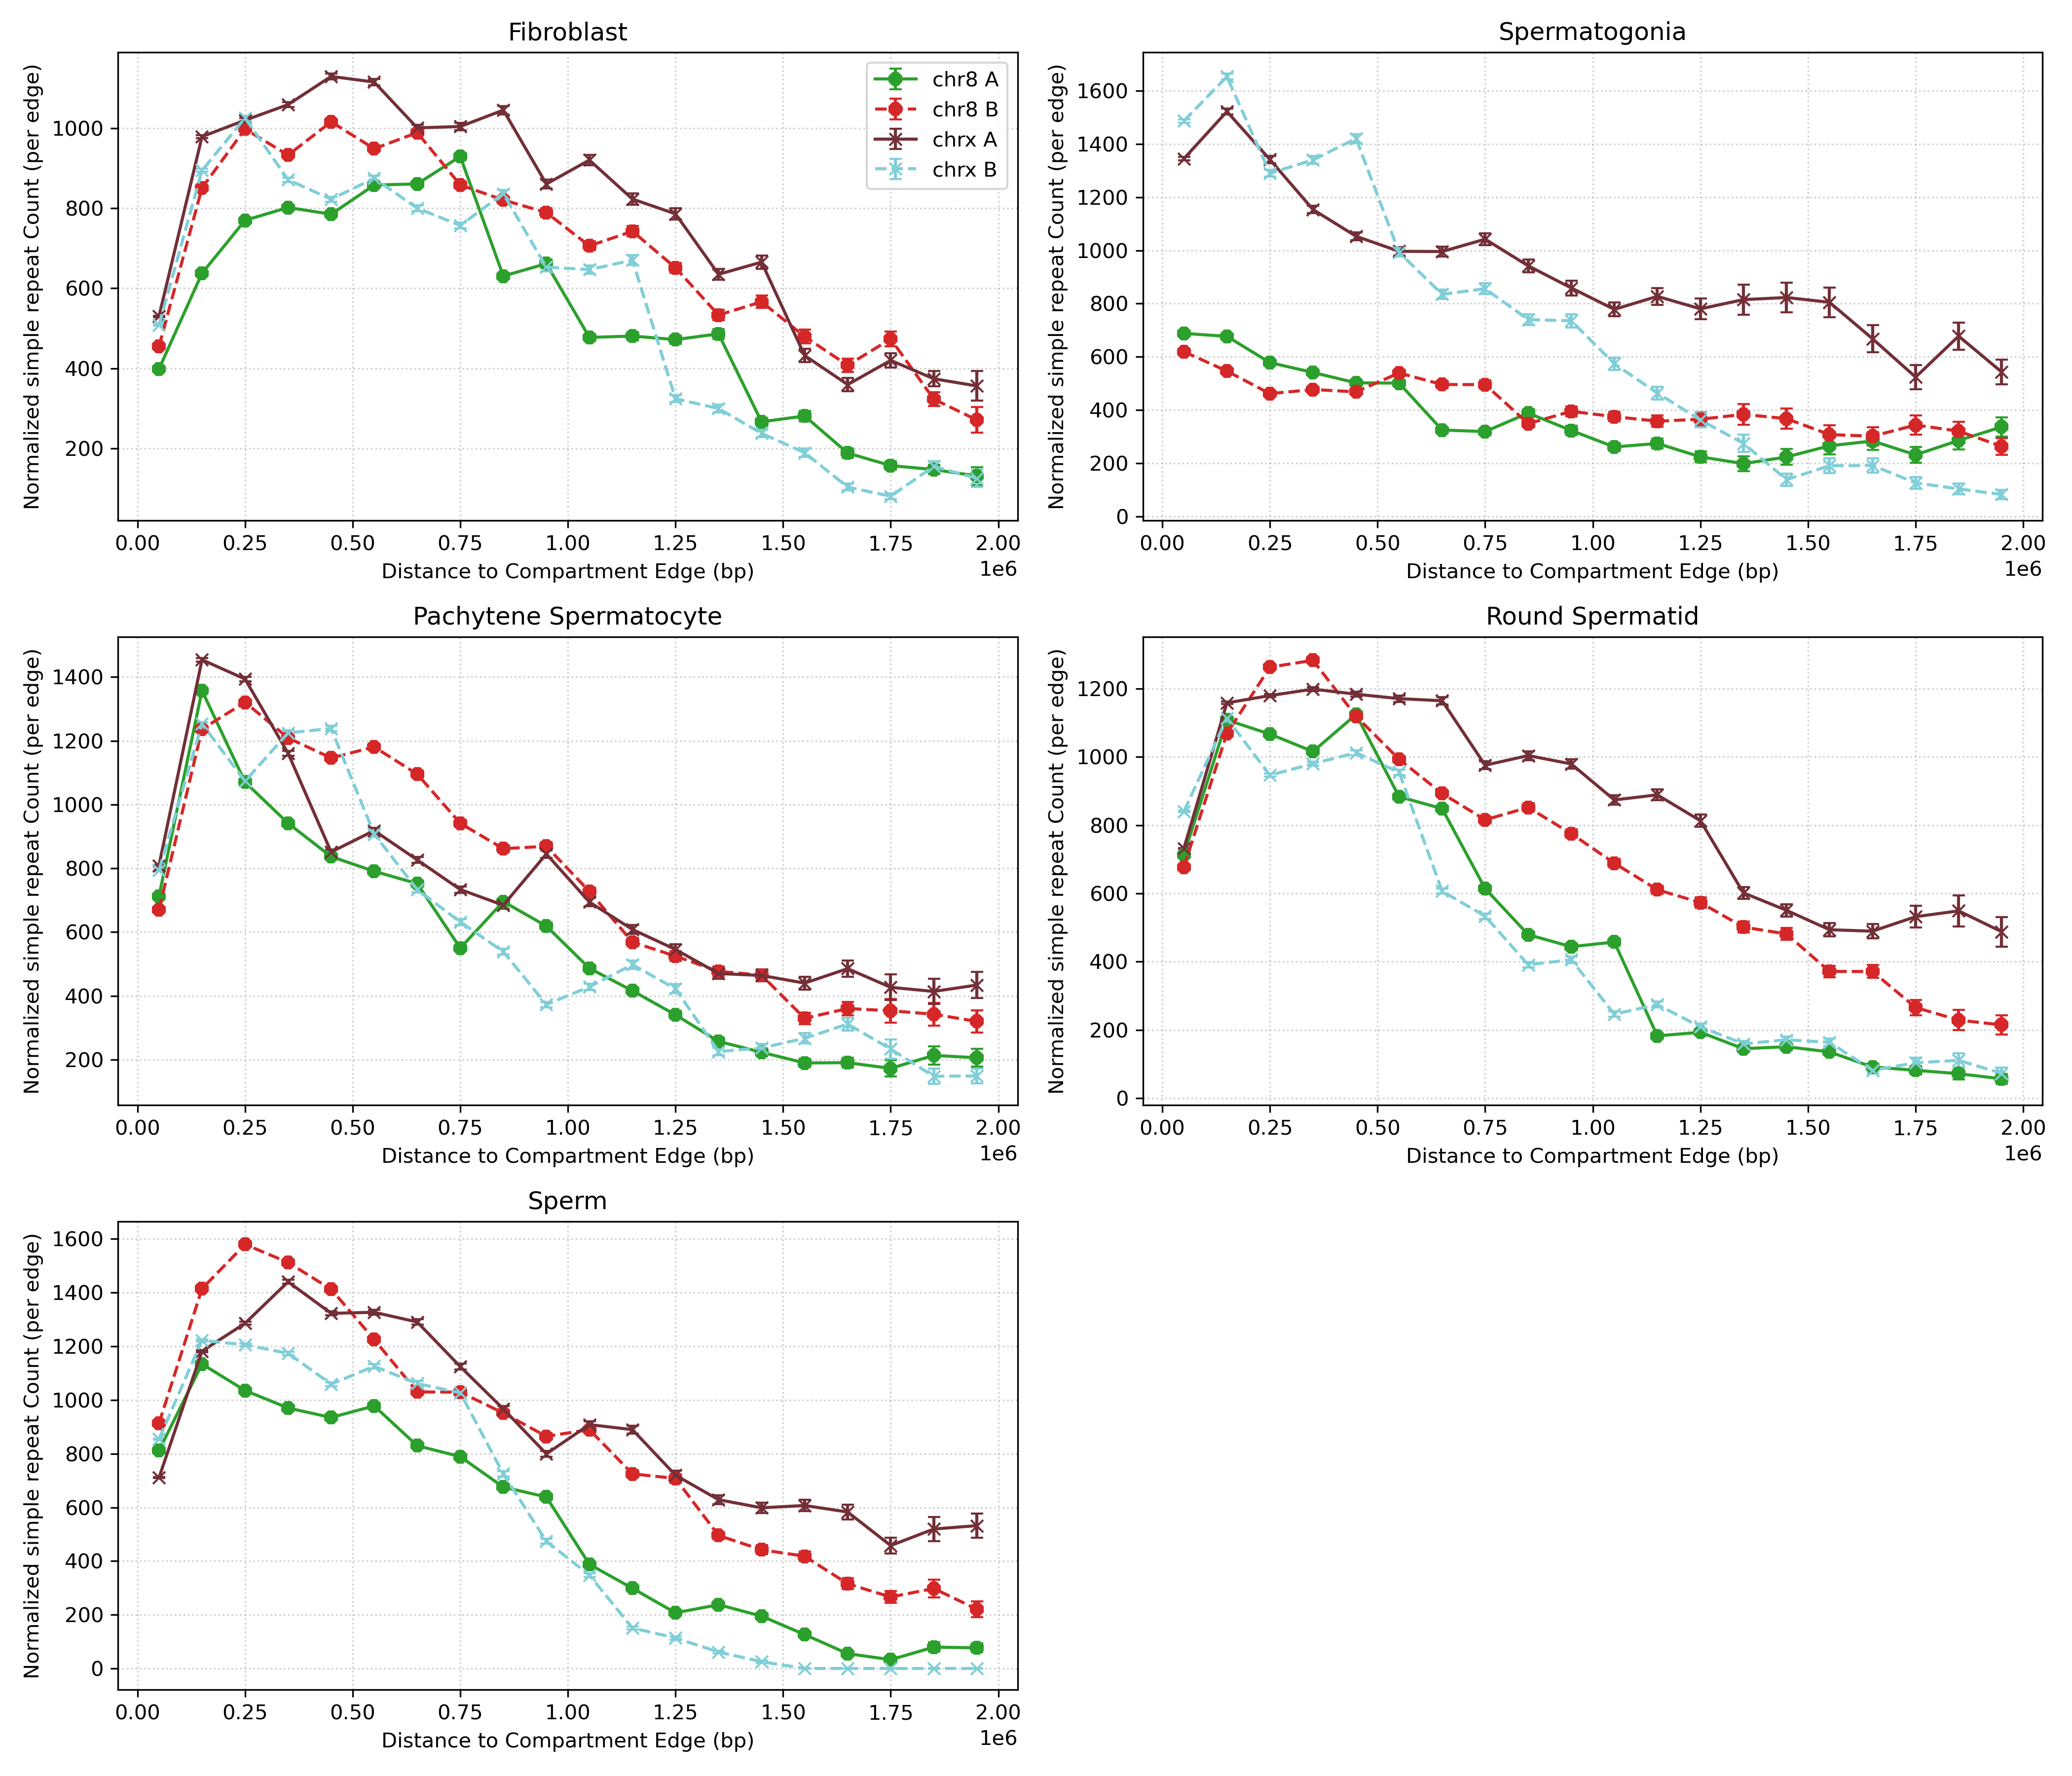 Fibroblast
Normalized simple repeat Count (per edge)
1000
800
600
400
200
chr8 A
chr8 B
chrx A
chrx B
0.00 0.25 0.50 0.75 1.00 1.25 1.50 1.75 2.00
1e6
Distance to Compartment Edge (bp)
Spermatogonia
Normalized simple repeat Count (per edge)
1600
1400
1200
1000
800
600
400
200
0
0.00 0.25 0.50 0.75 1.00 1.25 1.50 1.75 2.00
1e6
Distance to Compartment Edge (bp)
Pachytene Spermatocyte
Normalized simple repeat Count (per edge)
1400
1200
1000
800
600
400
200
0.00 0.25 0.50 0.75 1.00 1.25 1.50 1.75 2.00
1e6
Distance to Compartment Edge (bp)
Round Spermatid
Normalized simple repeat Count (per edge)
1200
1000
800
600
400
200
0
0.00 0.25 0.50 0.75 1.00 1.25 1.50 1.75 2.00
1e6
Distance to Compartment Edge (bp)
Sperm
Normalized simple repeat Count (per edge)
1600
1400
1200
1000
800
600
400
200
0
0.00 0.25 0.50 0.75 1.00 1.25 1.50 1.75 2.00
1e6
Distance to Compartment Edge (bp)